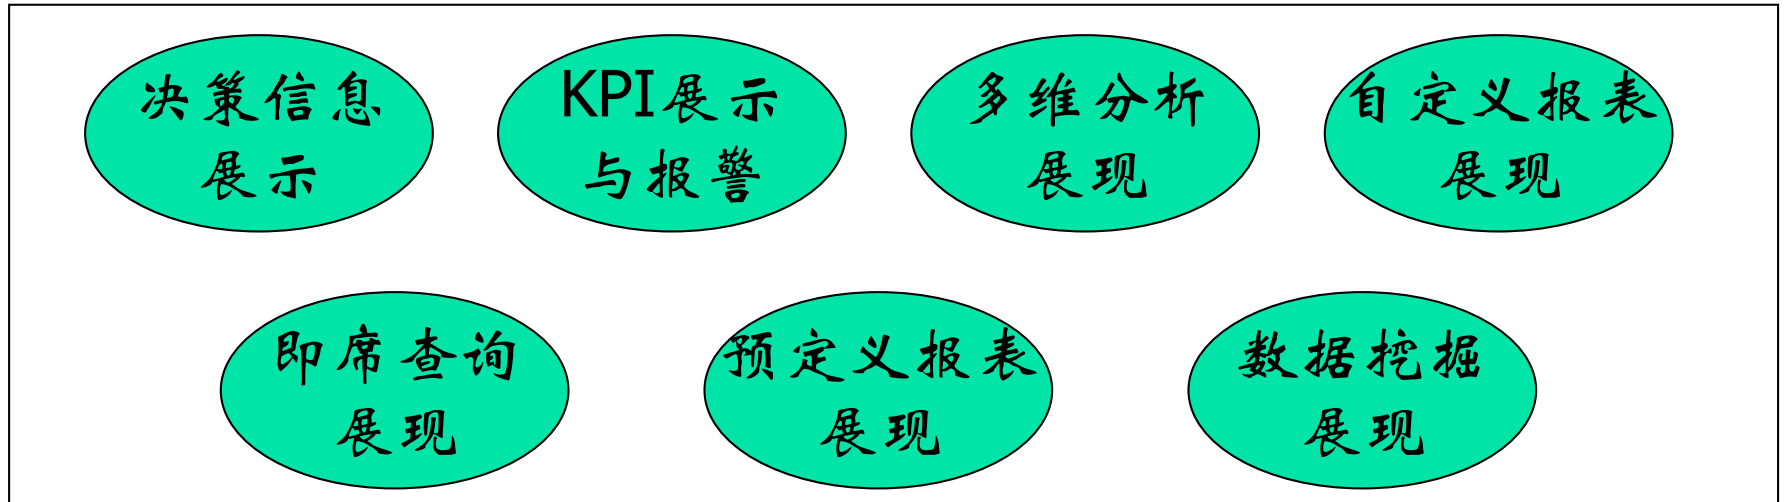 决策信息
展示
KPI展示
与报警
多维分析
展现
自定义报表
展现
即席查询
展现
预定义报表
展现
数据挖掘
展现